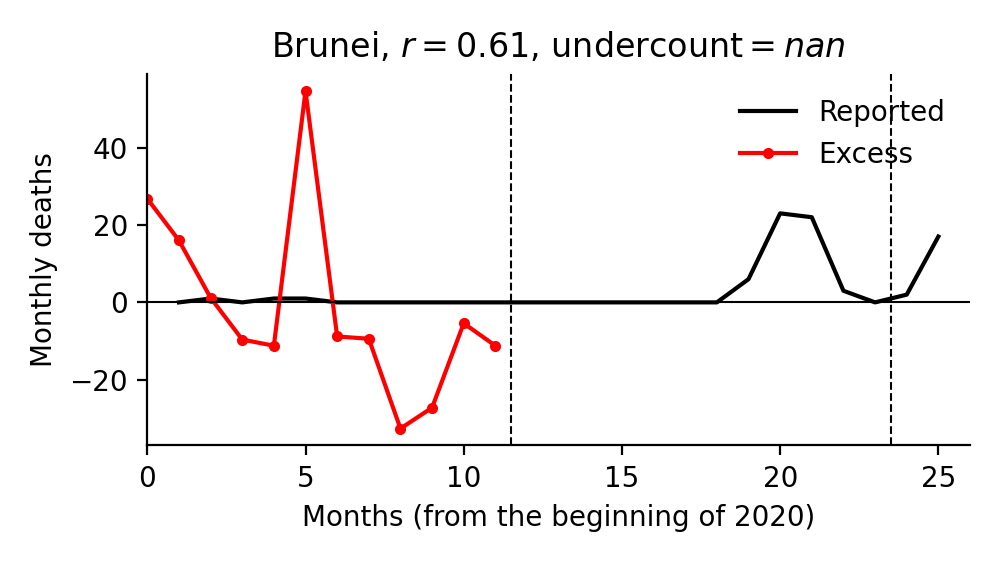 Brunei, r = 0.61, undercount = nan
Reported
Excess
Monthly deaths
40
20
0
−20
0 5 10 15 20 25
Months (from the beginning of 2020)